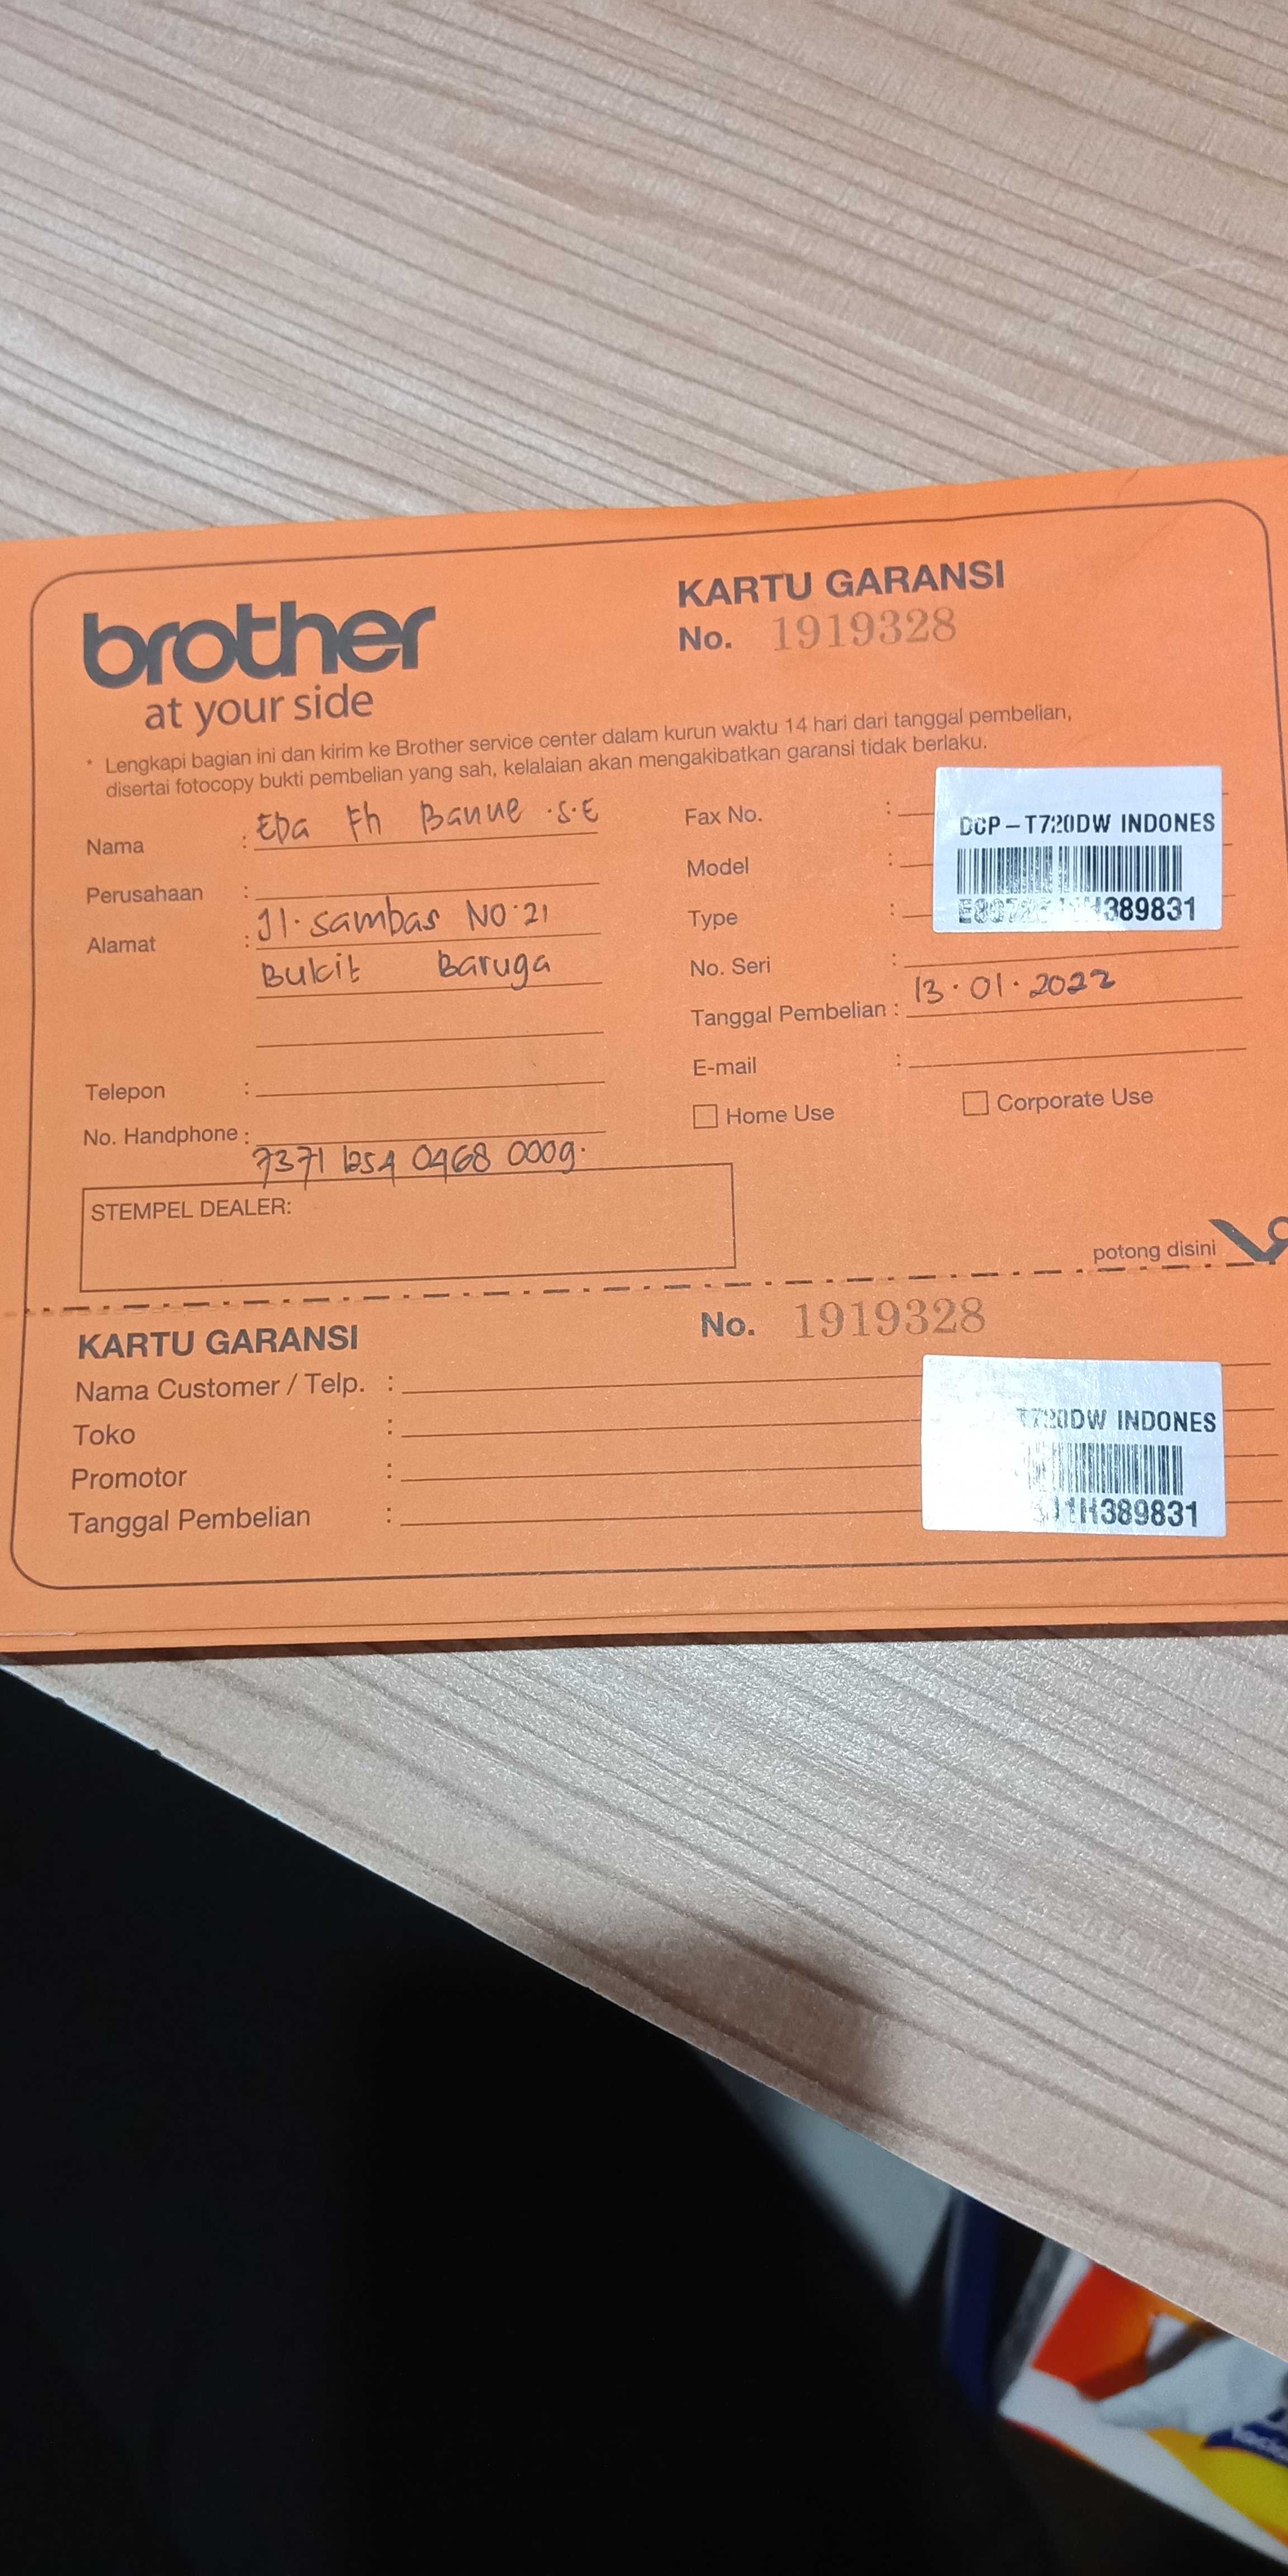 brother
at your side
KARTU GARANSI
No. 1919328
* Lengkapi bagian ini dan kirim ke Brother service center dalam kurun waktu 14 hari dari tanggal pembelian,
disertai fotocopy bukti pembelian yang sah, kelalaian akan mengakibatkan garansi tidak berlaku.
Nama : Eda Fh Banne .S.E
Perusahaan :
Alamat : Jl. Sambas NO. 21
Bukit Baruga
Telepon :
No. Handphone :
7371 1254 0468 0009.
Fax No. :
Model :
Type :
DCP-T720DW INDONES
389831
No. Seri :
Tanggal Pembelian : 13.01.2022
E-mail :
Home Use
Corporate Use
STEMPEL DEALER:
potong disini
KARTU GARANSI
No. 1919328
Nama Customer / Telp. :
Toko :
Promotor :
Tanggal Pembelian :
T720DW INDONES
J1H389831